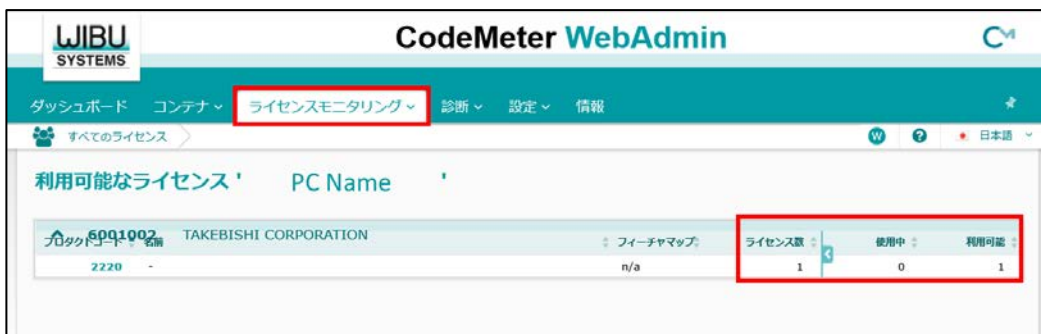 WIBU
SYSTEMS
CodeMeter WebAdmin
CM
ダッシュボード コンテナ ライセンスモニタリング 診断 設定 情報
すべてのライセンス W ? 日本語
利用可能なライセンス ' PC Name '
6001002 TAKEBISHI CORPORATION
プロダクトコード 名前 フィーチャマップ ライセンス数 使用中 利用可能
2220 - n/a 1 0 1